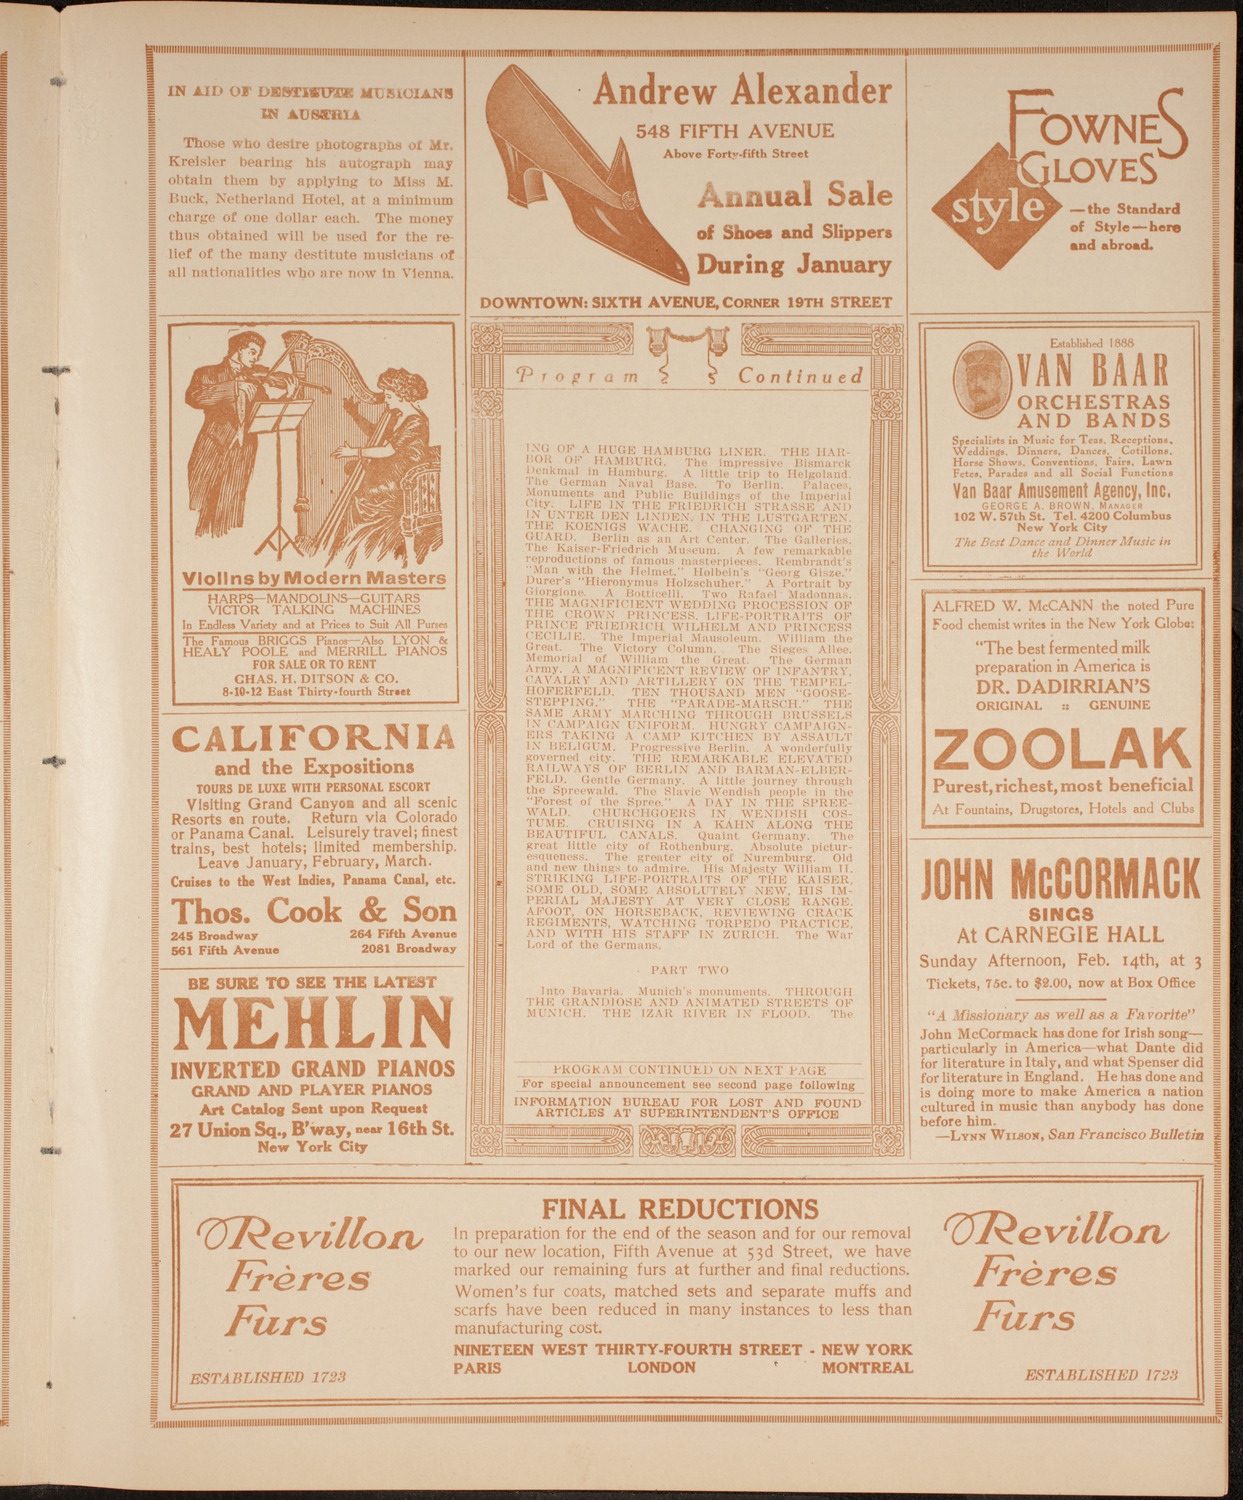 IN AID OF DESTITUTE MUSICIANS
IN AUSTRIA
Those who desire photographs of Mr.
Kreisler bearing his autograph may
obtain them by applying to Miss M.
Buck, Netherland Hotel, at a minimum
charge of one dollar each. The money
thus obtained will be used for the re-
lief of the many destitute musicians of
all nationalities who are now in Vienna.
Andrew Alexander
548 FIFTH AVENUE
Above Forty-fifth Street
Annual Sale
of Shoes and Slippers
During January
DOWNTOWN: SIXTH AVENUE, CORNER 19TH STREET
FOWNES
GLOVES
style
—the Standard
of Style—here
and abroad.
Violins by Modern Masters
HARPS—MANDOLINS—GUITARS
VICTOR TALKING MACHINES
In Endless Variety and at Prices to Suit All Purses
The Famous BRIGGS Pianos—Also LYON &
HEALY POOLE and MERRILL PIANOS
FOR SALE OR TO RENT
CHAS. H. DITSON & CO.
8-10-12 East Thirty-fourth Street
CALIFORNIA
and the Expositions
TOURS DE LUXE WITH PERSONAL ESCORT
Visiting Grand Canyon and all scenic
Resorts en route. Return via Colorado
or Panama Canal. Leisurely travel; finest
trains, best hotels; limited membership.
Leave January, February, March.
Cruises to the West Indies, Panama Canal, etc.
Thos. Cook & Son
245 Broadway 264 Fifth Avenue
561 Fifth Avenue 2081 Broadway
BE SURE TO SEE THE LATEST
MEHLIN
INVERTED GRAND PIANOS
GRAND AND PLAYER PIANOS
Art Catalog Sent upon Request
27 Union Sq., B'way, near 16th St.
New York City
Program Continued
ING OF A HUGE HAMBURG LINER. THE HAR-
BOR OF HAMBURG. The impressive Bismarck
Denkmal in Hamburg. A little trip to Helgoland.
The German Naval Base. To Berlin. Palaces,
Monuments and Public Buildings of the Imperial
City. LIFE IN THE FRIEDRICH STRASSE AND
IN UNTER DEN LINDEN, IN THE LUSTGARTEN.
THE KOENIGS WACHE. CHANGING OF THE
GUARD. Berlin as an Art Center. The Galleries.
The Kaiser-Friedrich Museum. A few remarkable
reproductions of famous masterpieces. Rembrandt's
"Man with the Helmet." Holbein's "Georg Gisze."
Durer's "Hieronymus Holzschuher." A Portrait by
Giorgione. A Botticelli. Two Rafael Madonnas.
THE MAGNIFICIENT WEDDING PROCESSION OF
THE CROWN PRINCESS. LIFE-PORTRAITS OF
PRINCE FRIEDRICH WILHELM AND PRINCESS
CECILIE. The Imperial Mausoleum. William the
Great. The Victory Column. The Sieges Allee.
Memorial of William the Great. The German
Army. A MAGNIFICENT REVIEW OF INFANTRY,
CAVALRY AND ARTILLERY ON THE TEMPEL-
HOFERFELD. TEN THOUSAND MEN "GOOSE-
STEPPING." THE "PARADE-MARSCH." THE
SAME ARMY MARCHING THROUGH BRUSSELS
IN CAMPAIGN UNIFORM. HUNGRY CAMPAIGN-
ERS TAKING A CAMP KITCHEN BY ASSAULT
IN BELIGUM. Progressive Berlin. A wonderfully
governed city. THE REMARKABLE ELEVATED
RAILWAYS OF BERLIN AND BARMAN-ELBER-
FELD. Gentle Germany. A little journey through
the Spreewald. The Slavic Wendish people in the
"Forest of the Spree." A DAY IN THE SPREE-
WALD. CHURCHGOERS IN WENDISH COS-
TUME. CRUISING IN A KAHN ALONG THE
BEAUTIFUL CANALS. Quaint Germany. The
great little city of Rothenburg. Absolute pictur-
esqueness. The greater city of Nuremburg. Old
and new things to admire. His Majesty William II.
STRIKING LIFE-PORTRAITS OF THE KAISER,
SOME OLD, SOME ABSOLUTELY NEW, HIS IM-
PERIAL MAJESTY AT VERY CLOSE RANGE.
AFOOT, ON HORSEBACK, REVIEWING CRACK
REGIMENTS, WATCHING TORPEDO PRACTICE,
AND WITH HIS STAFF IN ZURICH. The War
Lord of the Germans.
PART TWO
Into Bavaria. Munich's monuments. THROUGH
THE GRANDIOSE AND ANIMATED STREETS OF
MUNICH. THE IZAR RIVER IN FLOOD. The
PROGRAM CONTINUED ON NEXT PAGE
For special announcement see second page following
INFORMATION BUREAU FOR LOST AND FOUND
ARTICLES AT SUPERINTENDENT'S OFFICE
Established 1888
VAN BAAR
ORCHESTRAS
AND BANDS
Specialists in Music for Teas, Receptions,
Weddings, Dinners, Dances, Cotillons,
Horse Shows, Conventions, Fairs, Lawn
Fetes, Parades and all Social Functions
Van Baar Amusement Agency, Inc.
GEORGE A. BROWN, MANAGER
102 W. 57th St. Tel. 4200 Columbus
New York City
The Best Dance and Dinner Music in
the World
ALFRED W. McCANN the noted Pure
Food chemist writes in the New York Globe:
"The best fermented milk
preparation in America is
DR. DADIRRIAN'S
ORIGINAL :: GENUINE
ZOOLAK
Purest, richest, most beneficial
At Fountains, Drugstores, Hotels and Clubs
JOHN McCORMACK
SINGS
At CARNEGIE HALL
Sunday Afternoon, Feb. 14th, at 3
Tickets, 75c. to $2.00, now at Box Office
"A Missionary as well as a Favorite"
John McCormack has done for Irish song—
particularly in America—what Dante did
for literature in Italy, and what Spenser did
for literature in England. He has done and
is doing more to make America a nation
cultured in music than anybody has done
before him.
—LYNN WILSON, San Francisco Bulletin
Revillon
Frères
Furs
ESTABLISHED 1723
FINAL REDUCTIONS
In preparation for the end of the season and for our removal
to our new location, Fifth Avenue at 53d Street, we have
marked our remaining furs at further and final reductions.
Women's fur coats, matched sets and separate muffs and
scarfs have been reduced in many instances to less than
manufacturing cost.
NINETEEN WEST THIRTY-FOURTH STREET - NEW YORK
PARIS LONDON MONTREAL
Revillon
Frères
Furs
ESTABLISHED 1723